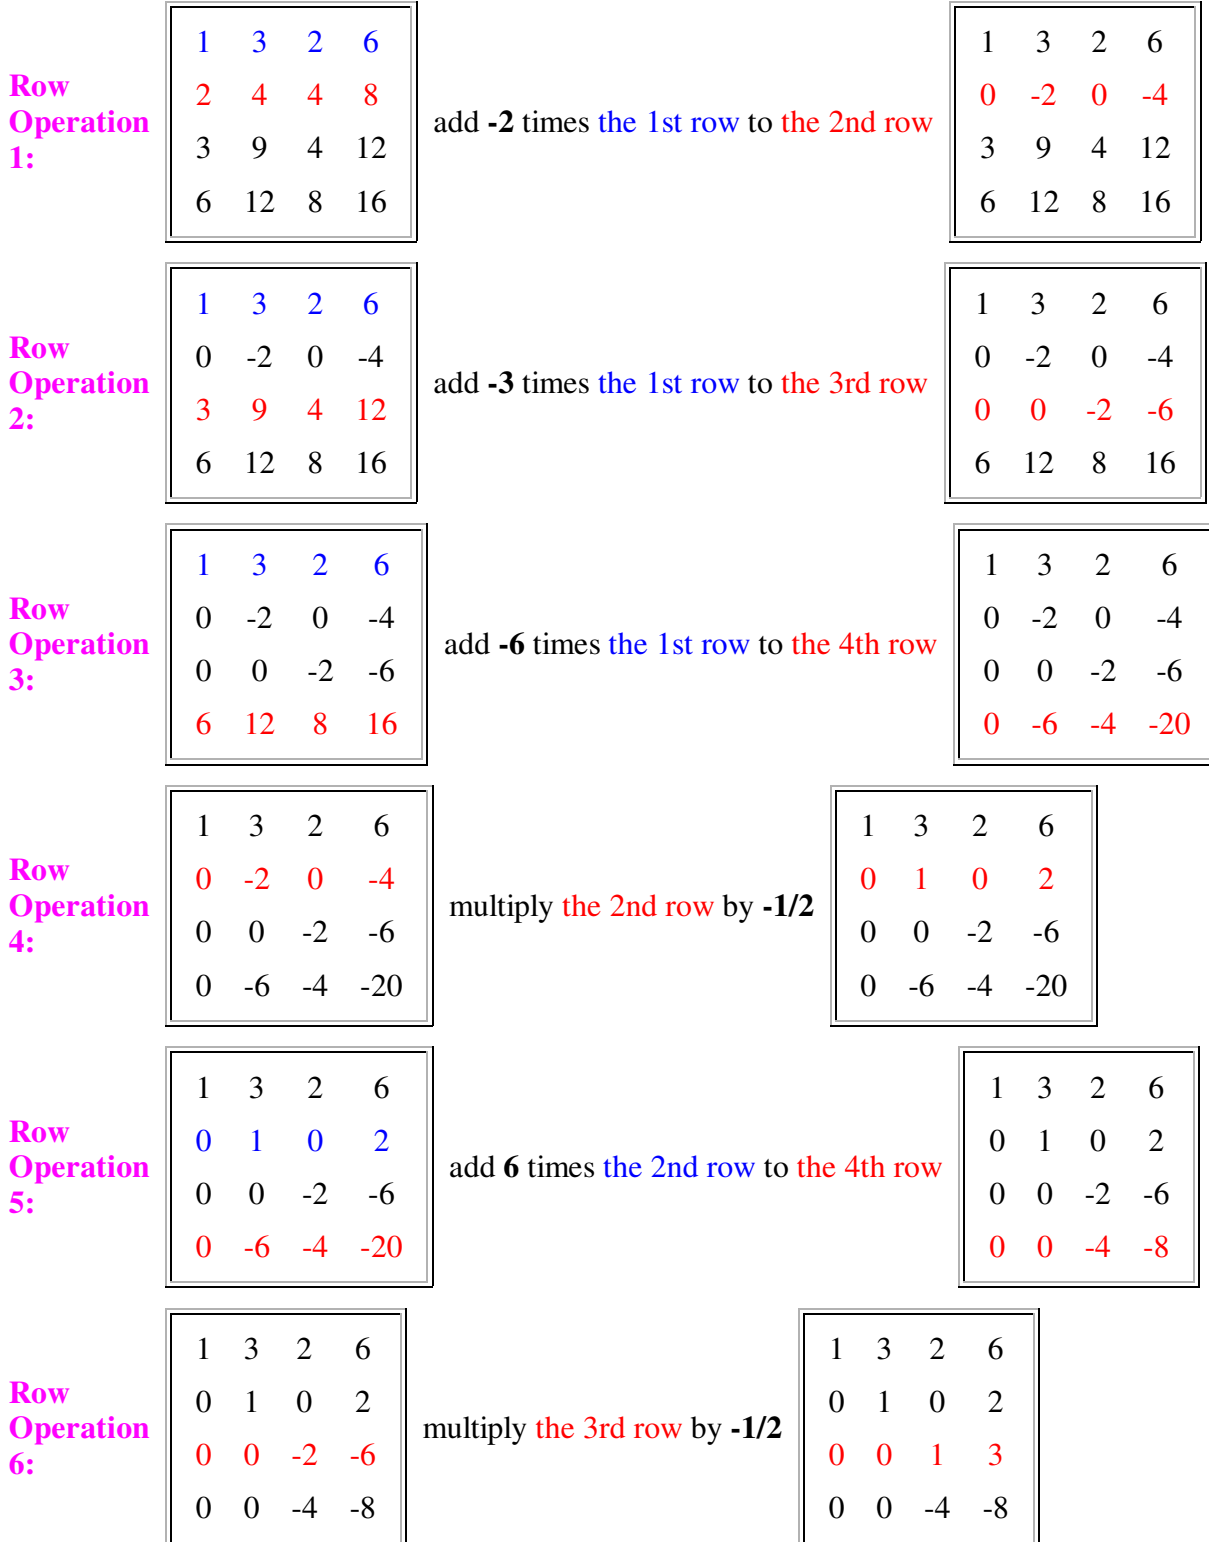 Row Operation 1:
1 3 2 6
2 4 4 8
3 9 4 12
6 12 8 16
add -2 times the 1st row to the 2nd row
1 3 2 6
0 -2 0 -4
3 9 4 12
6 12 8 16
Row Operation 2:
1 3 2 6
0 -2 0 -4
3 9 4 12
6 12 8 16
add -3 times the 1st row to the 3rd row
1 3 2 6
0 -2 0 -4
0 0 -2 -6
6 12 8 16
Row Operation 3:
1 3 2 6
0 -2 0 -4
0 0 -2 -6
6 12 8 16
add -6 times the 1st row to the 4th row
1 3 2 6
0 -2 0 -4
0 0 -2 -6
0 -6 -4 -20
Row Operation 4:
1 3 2 6
0 -2 0 -4
0 0 -2 -6
0 -6 -4 -20
multiply the 2nd row by -1/2
1 3 2 6
0 1 0 2
0 0 -2 -6
0 -6 -4 -20
Row Operation 5:
1 3 2 6
0 1 0 2
0 0 -2 -6
0 -6 -4 -20
add 6 times the 2nd row to the 4th row
1 3 2 6
0 1 0 2
0 0 -2 -6
0 0 -4 -8
Row Operation 6:
1 3 2 6
0 1 0 2
0 0 -2 -6
0 0 -4 -8
multiply the 3rd row by -1/2
1 3 2 6
0 1 0 2
0 0 1 3
0 0 -4 -8